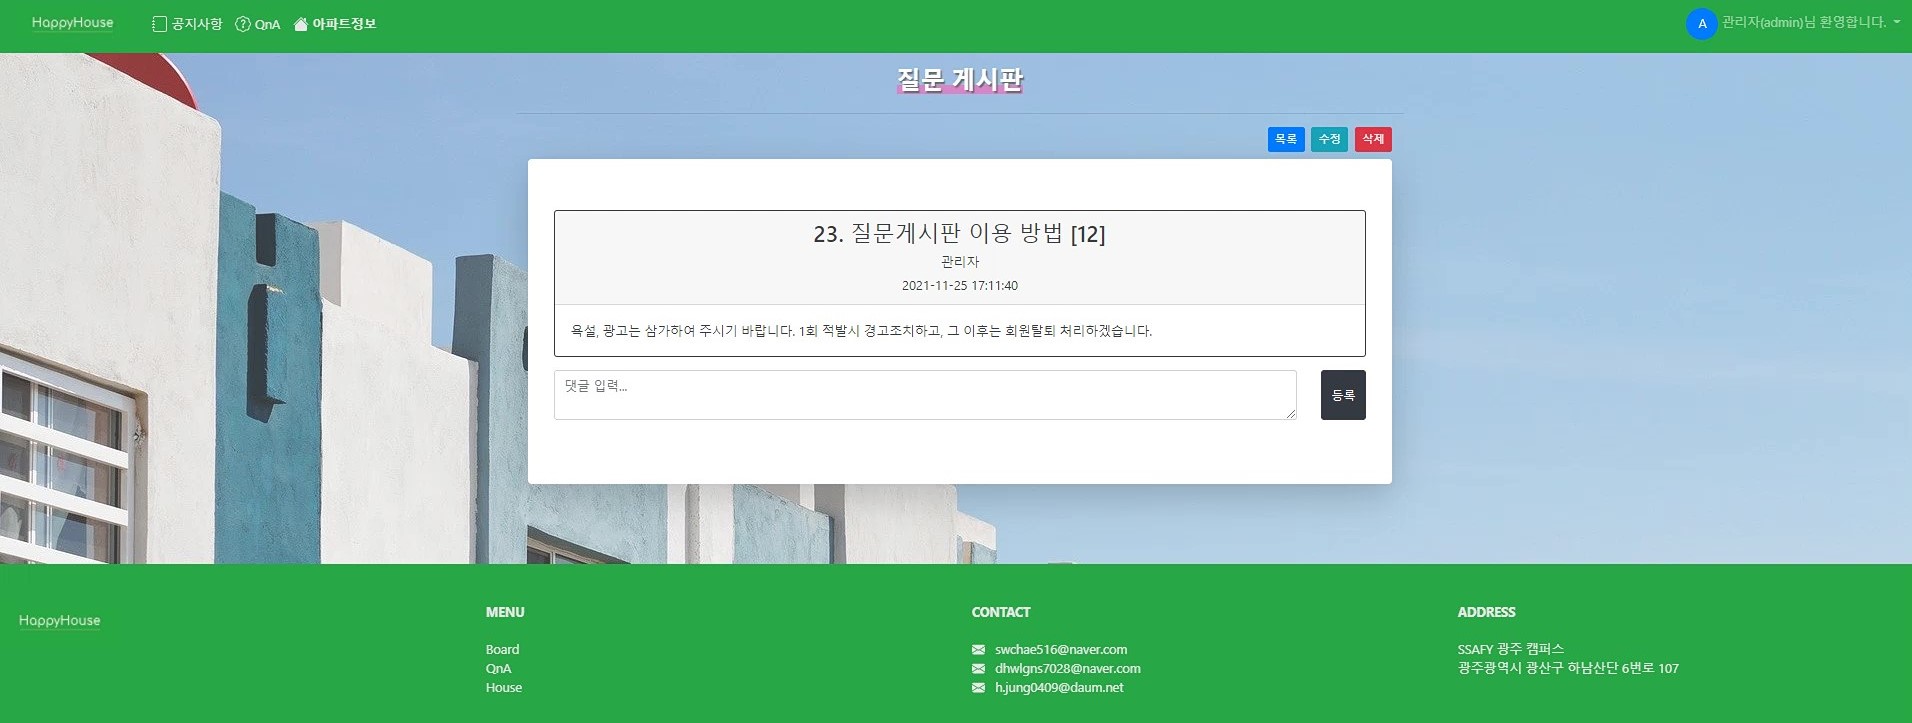 HappyHouse
공지사항 QnA 아파트정보
A 관리자(admin)님 환영합니다.
질문 게시판
목록 수정 삭제
23. 질문게시판 이용 방법 [12]
관리자
2021-11-25 17:11:40
욕설, 광고는 삼가하여 주시기 바랍니다. 1회 적발시 경고조치하고, 그 이후는 회원탈퇴 처리하겠습니다.
댓글 입력...
등록
HappyHouse
MENU
Board
QnA
House
CONTACT
swchae516@naver.com
dhwlgns7028@naver.com
h.jung0409@daum.net
ADDRESS
SSAFY 광주 캠퍼스
광주광역시 광산구 하남산단 6번로 107